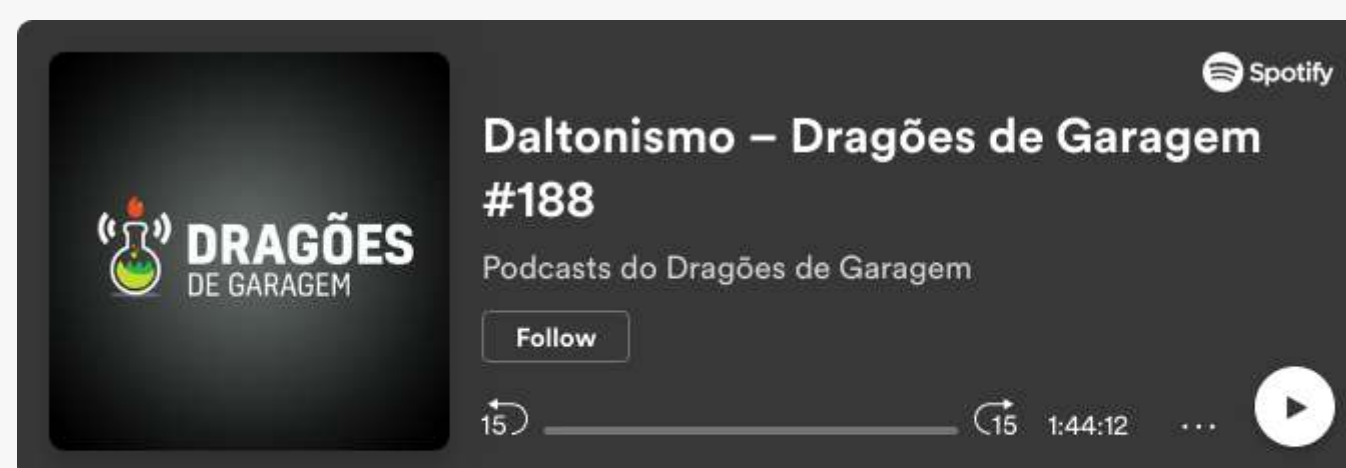 Spotify
Daltonismo – Dragões de Garagem
#188
DRAGÕES
DE GARAGEM
Podcasts do Dragões de Garagem
Follow
15
15
1:44:12
...